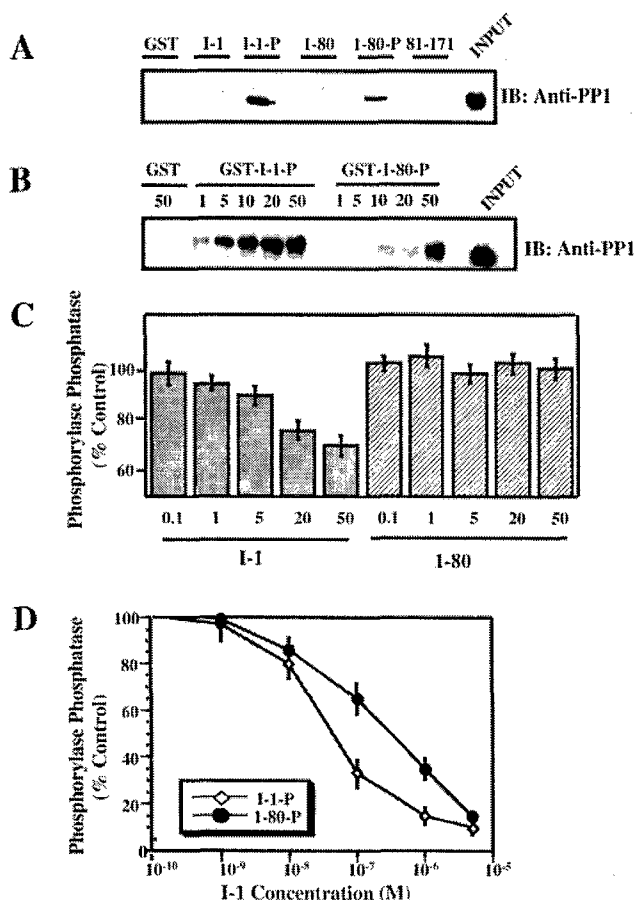 A
GST I-1 I-1-P 1-80 1-80-P 81-171 INPUT
IB: Anti-PP1
B
GST GST-I-1-P GST-1-80-P INPUT
50 1 5 10 20 50 1 5 10 20 50
IB: Anti-PP1
C
Phosphorylase Phosphatase
(% Control)
100
80
60
0.1 1 5 20 50 0.1 1 5 20 50
I-1 1-80
D
Phosphorylase Phosphatase
(% Control)
100
80
60
40
20
0
I-1-P
1-80-P
10-10 10-9 10-8 10-7 10-6 10-5
I-1 Concentration (M)